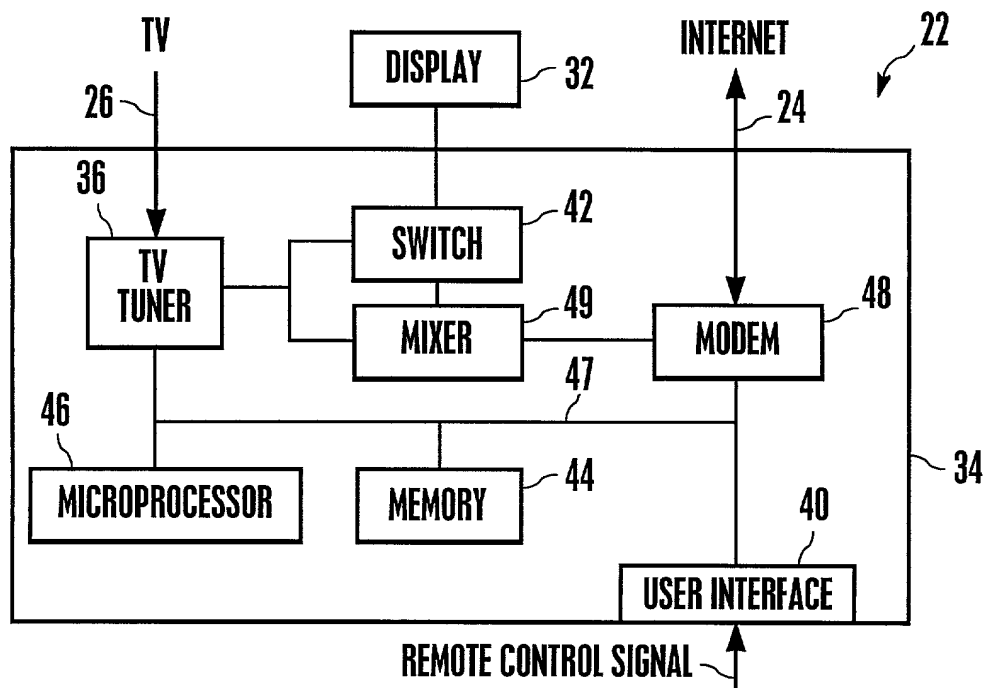 TV
DISPLAY
INTERNET
22
26
32
24
36
42
SWITCH
TV
TUNER
49
48
MIXER
MODEM
47
46
MICROPROCESSOR
MEMORY
44
34
40
USER INTERFACE
REMOTE CONTROL SIGNAL